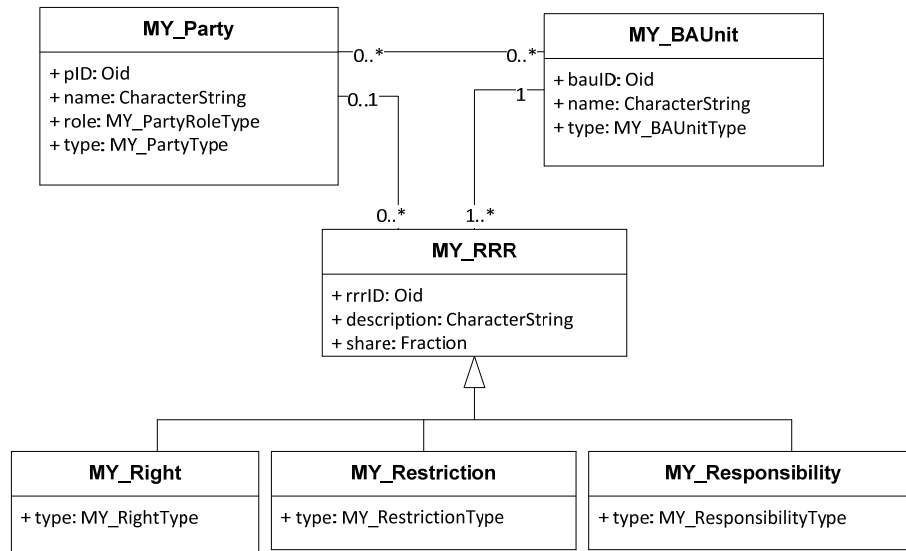 MY_Party
+ pID: Oid
+ name: CharacterString
+ role: MY_PartyRoleType
+ type: MY_PartyType
0..*
0..*
0..1
1
MY_BAUnit
+ bauID: Oid
+ name: CharacterString
+ type: MY_BAUnitType
0..*
1..*
MY_RRR
+ rrrID: Oid
+ description: CharacterString
+ share: Fraction
MY_Right
+ type: MY_RightType
MY_Restriction
+ type: MY_RestrictionType
MY_Responsibility
+ type: MY_ResponsibilityType